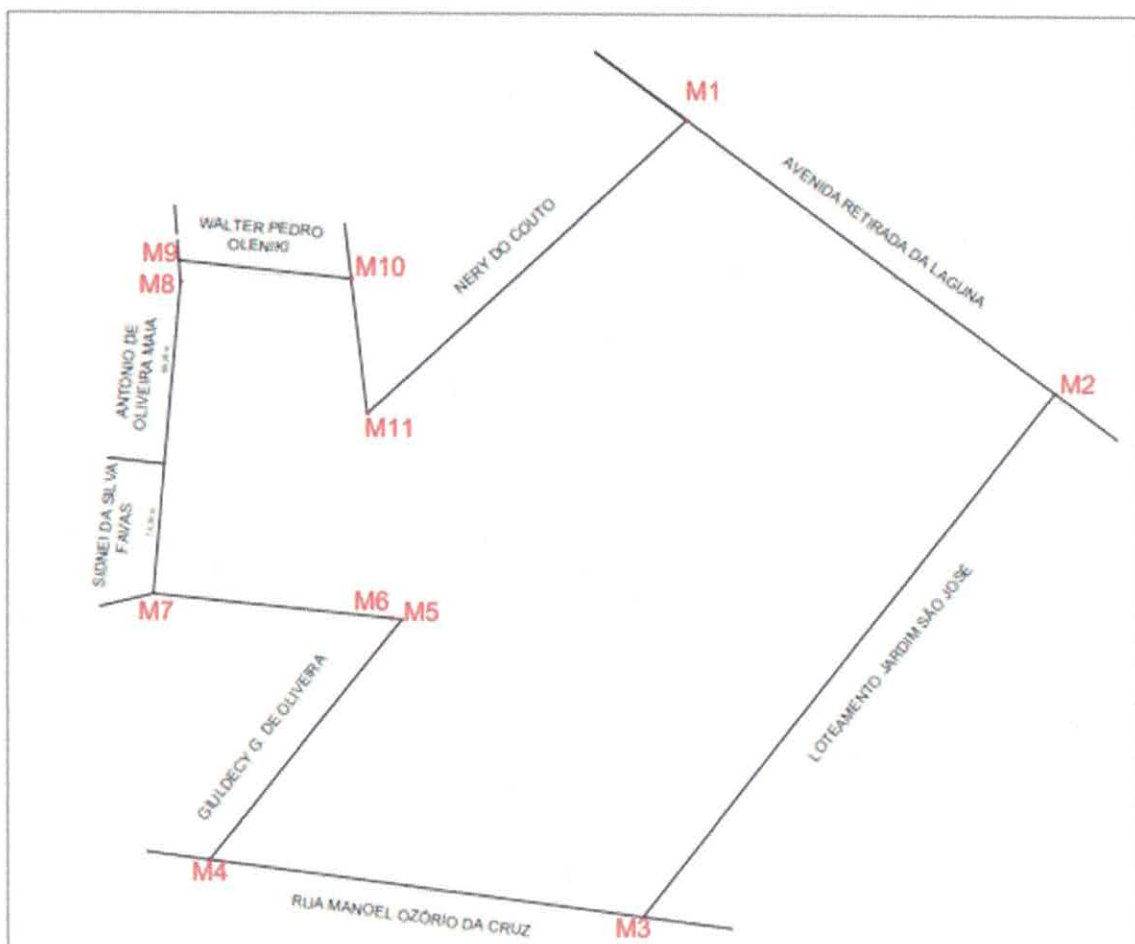 M1
AVENIDA RETIRADA DA LAGUNA
WALTER PEDRO
OLENIKI
M9
M10
M8
NERY DO COUTO
ANTONIO DE
OLIVEIRA MAIA
M2
M11
SIDNEI DA SILVA
FAVAS
M7
M6
M5
LOTEAMENTO JARDIM SÃO JOSE
GIULDECY G. DE OLIVEIRA
M4
RUA MANOEL OZÓRIO DA CRUZ
M3